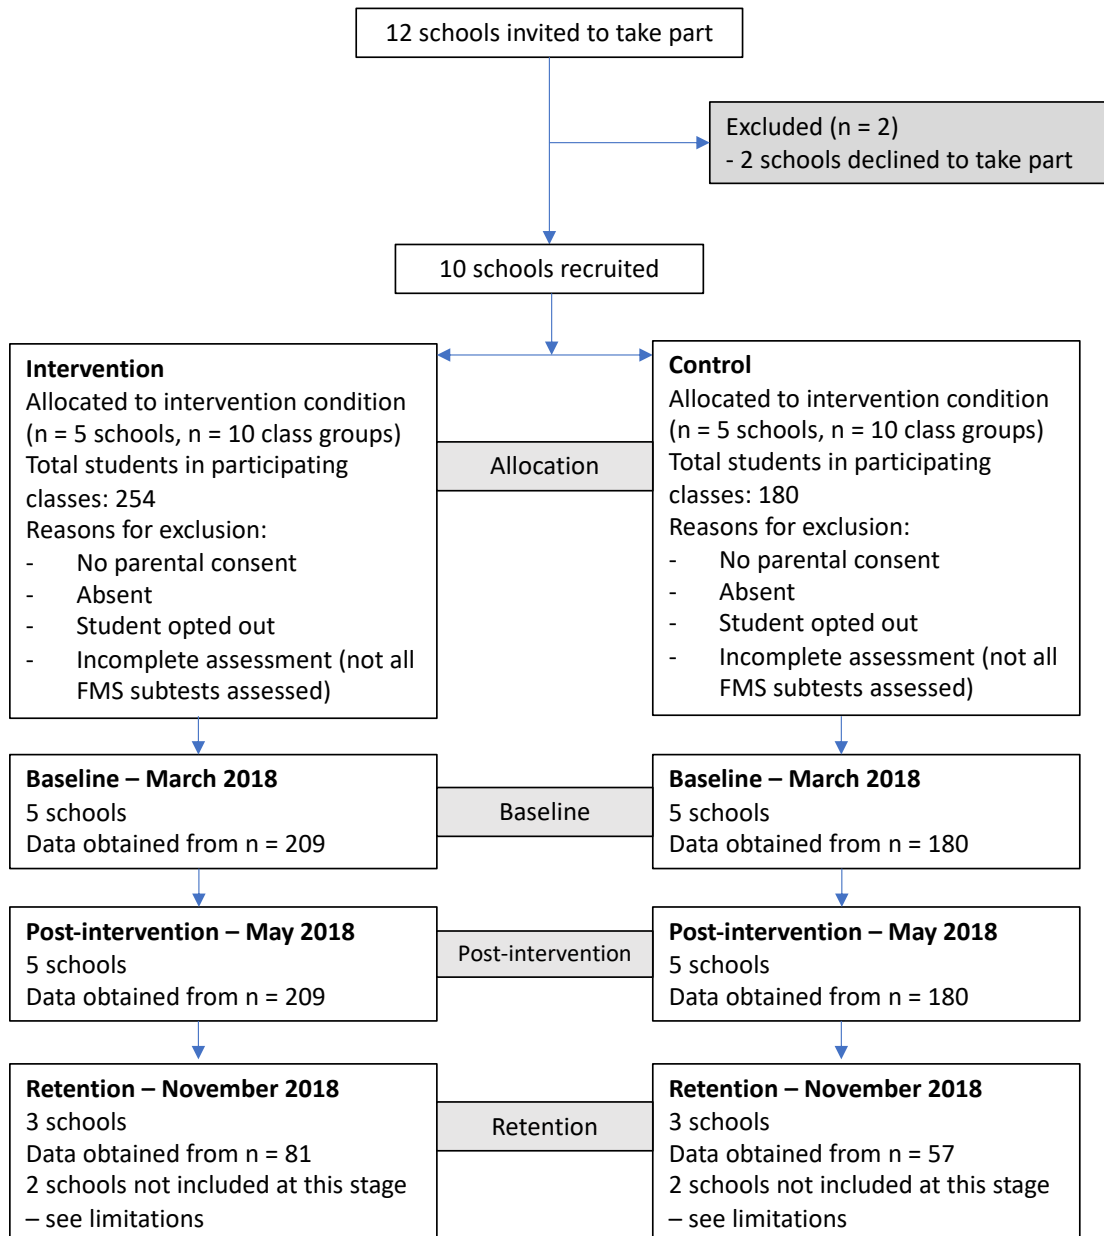 12 schools invited to take part
Excluded (n = 2)
- 2 schools declined to take part
10 schools recruited
Intervention
Allocated to intervention condition
(n = 5 schools, n = 10 class groups)
Total students in participating
classes: 254
Reasons for exclusion:
- No parental consent
- Absent
- Student opted out
- Incomplete assessment (not all
FMS subtests assessed)
Allocation
Control
Allocated to intervention condition
(n = 5 schools, n = 10 class groups)
Total students in participating
classes: 180
Reasons for exclusion:
- No parental consent
- Absent
- Student opted out
- Incomplete assessment (not all
FMS subtests assessed)
Baseline – March 2018
5 schools
Data obtained from n = 209
Baseline
Baseline – March 2018
5 schools
Data obtained from n = 180
Post-intervention – May 2018
5 schools
Data obtained from n = 209
Post-intervention
Post-intervention – May 2018
5 schools
Data obtained from n = 180
Retention – November 2018
3 schools
Data obtained from n = 81
2 schools not included at this stage
– see limitations
Retention
Retention – November 2018
3 schools
Data obtained from n = 57
2 schools not included at this stage
– see limitations